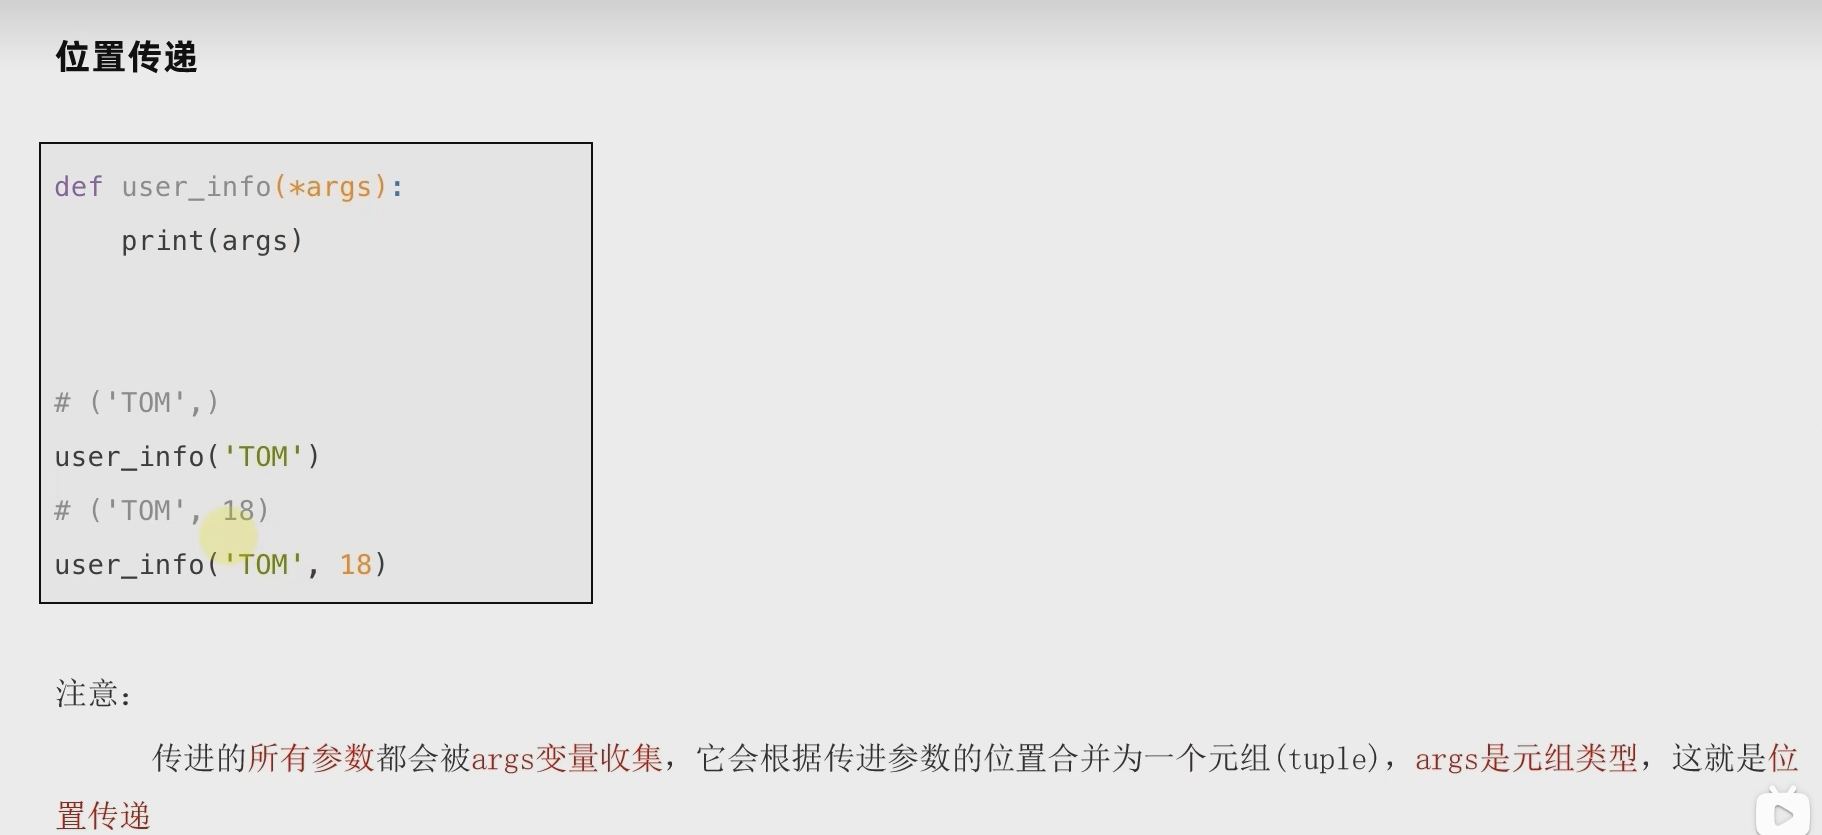 位置传递
def user_info(*args):
    print(args)
# ('TOM',)
user_info('TOM')
# ('TOM', 18)
user_info('TOM', 18)
注意：
传进的所有参数都会被args变量收集，它会根据传进参数的位置合并为一个元组(tuple)，args是元组类型，这就是位
置传递